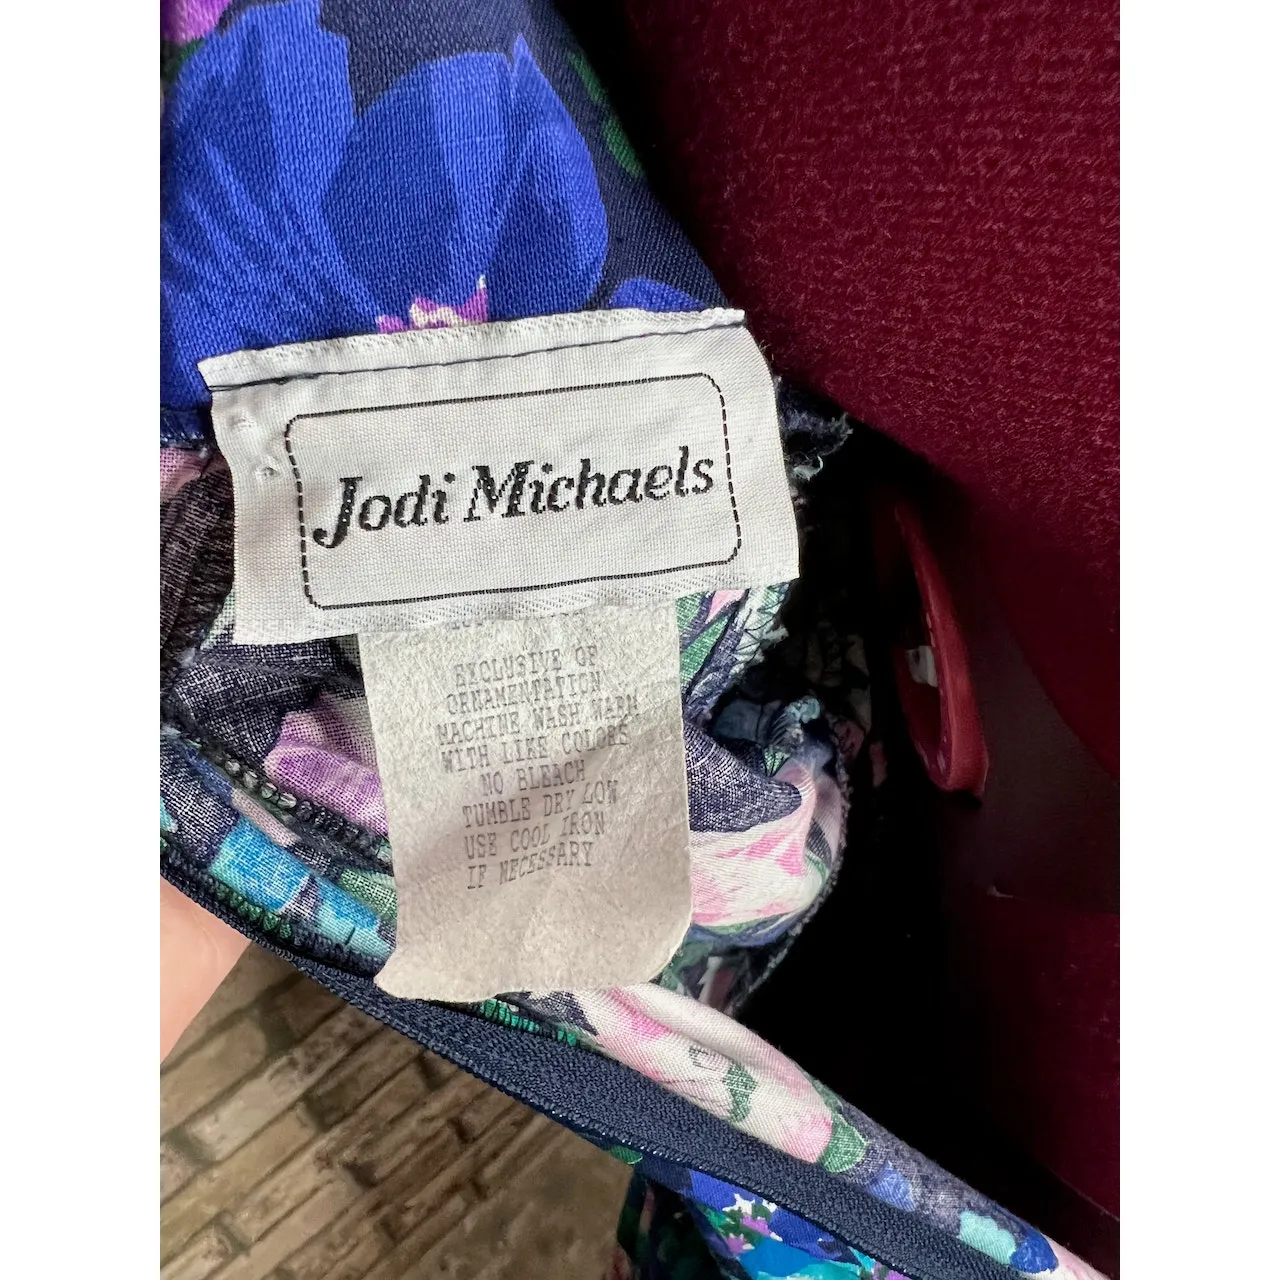 Jodi Michaels
EXCLUSIVE OF
ORNAMENTATION
MACHINE WASH WARM
WITH LIKE COLORS
NO BLEACH
TUMBLE DRY LOW
USE COOL IRON
IF NECESSARY